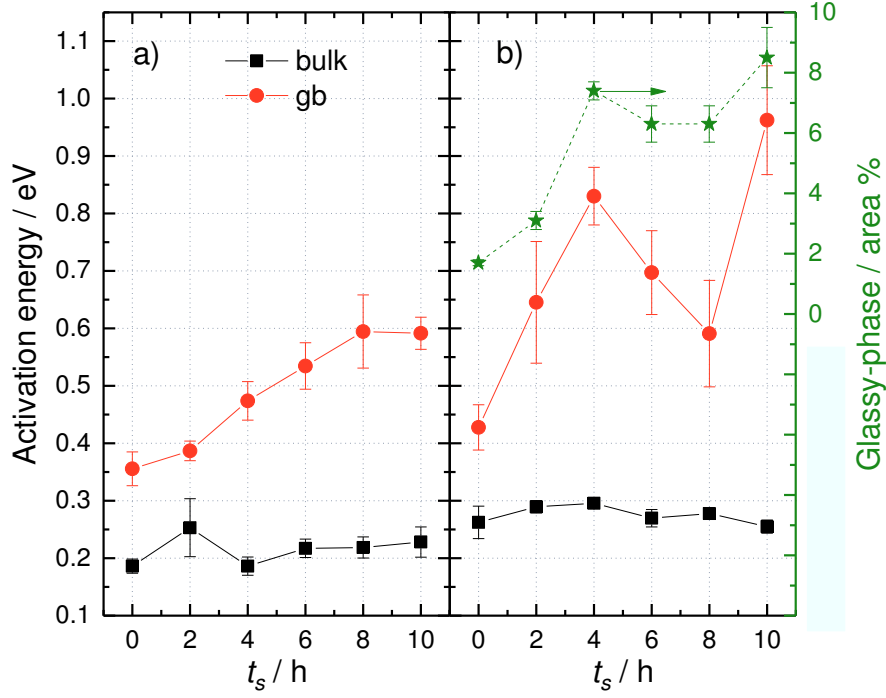 a)
bulk
gb
b)
Activation energy / eV
1.1
1.0
0.9
0.8
0.7
0.6
0.5
0.4
0.3
0.2
0.1
10
8
6
4
2
0
Glassy-phase / area %
0 2 4 6 8 10
0 2 4 6 8 10
t_s / h
t_s / h